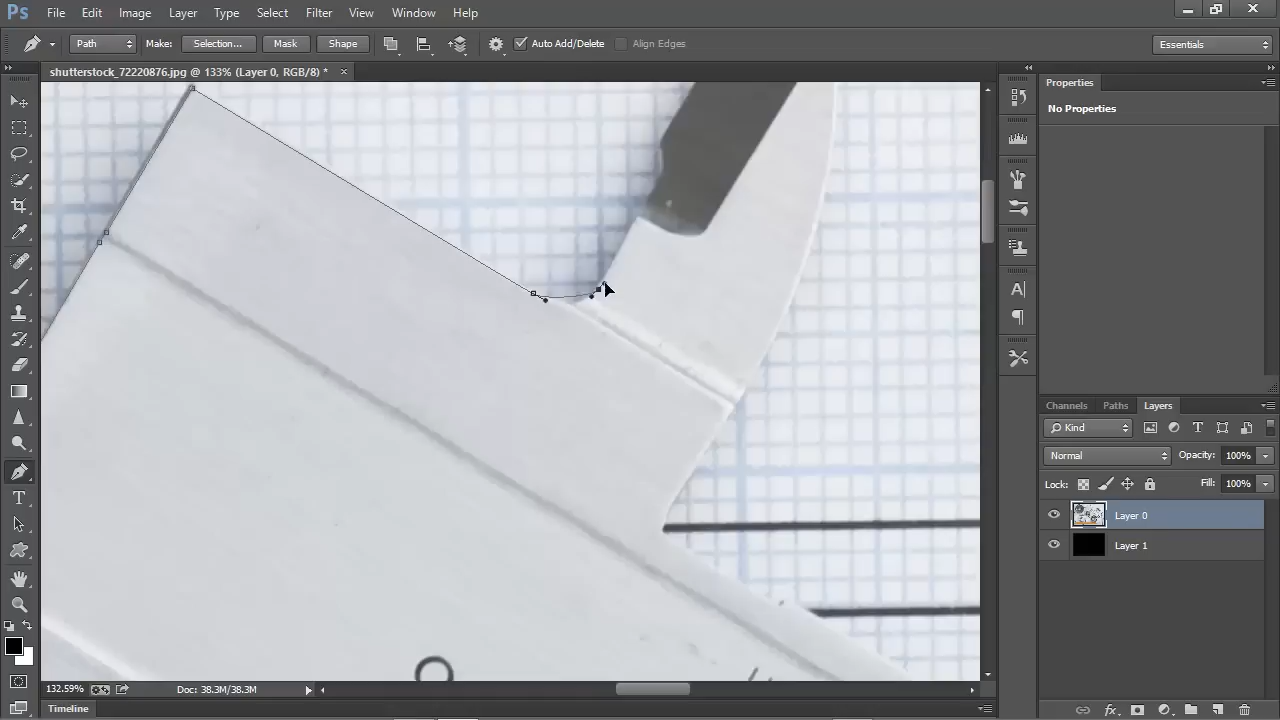 Ps File Edit Image Layer Type Select Filter View Window Help
Path Make: Selection... Mask Shape Auto Add/Delete Align Edges Essentials
shutterstock_72220876.jpg @ 133% (Layer 0, RGB/8) *
Properties
No Properties
Channels Paths Layers
Kind
Normal Opacity: 100%
Lock: Fill: 100%
Layer 0
Layer 1
132.59% Doc: 38.3M/38.3M
Timeline